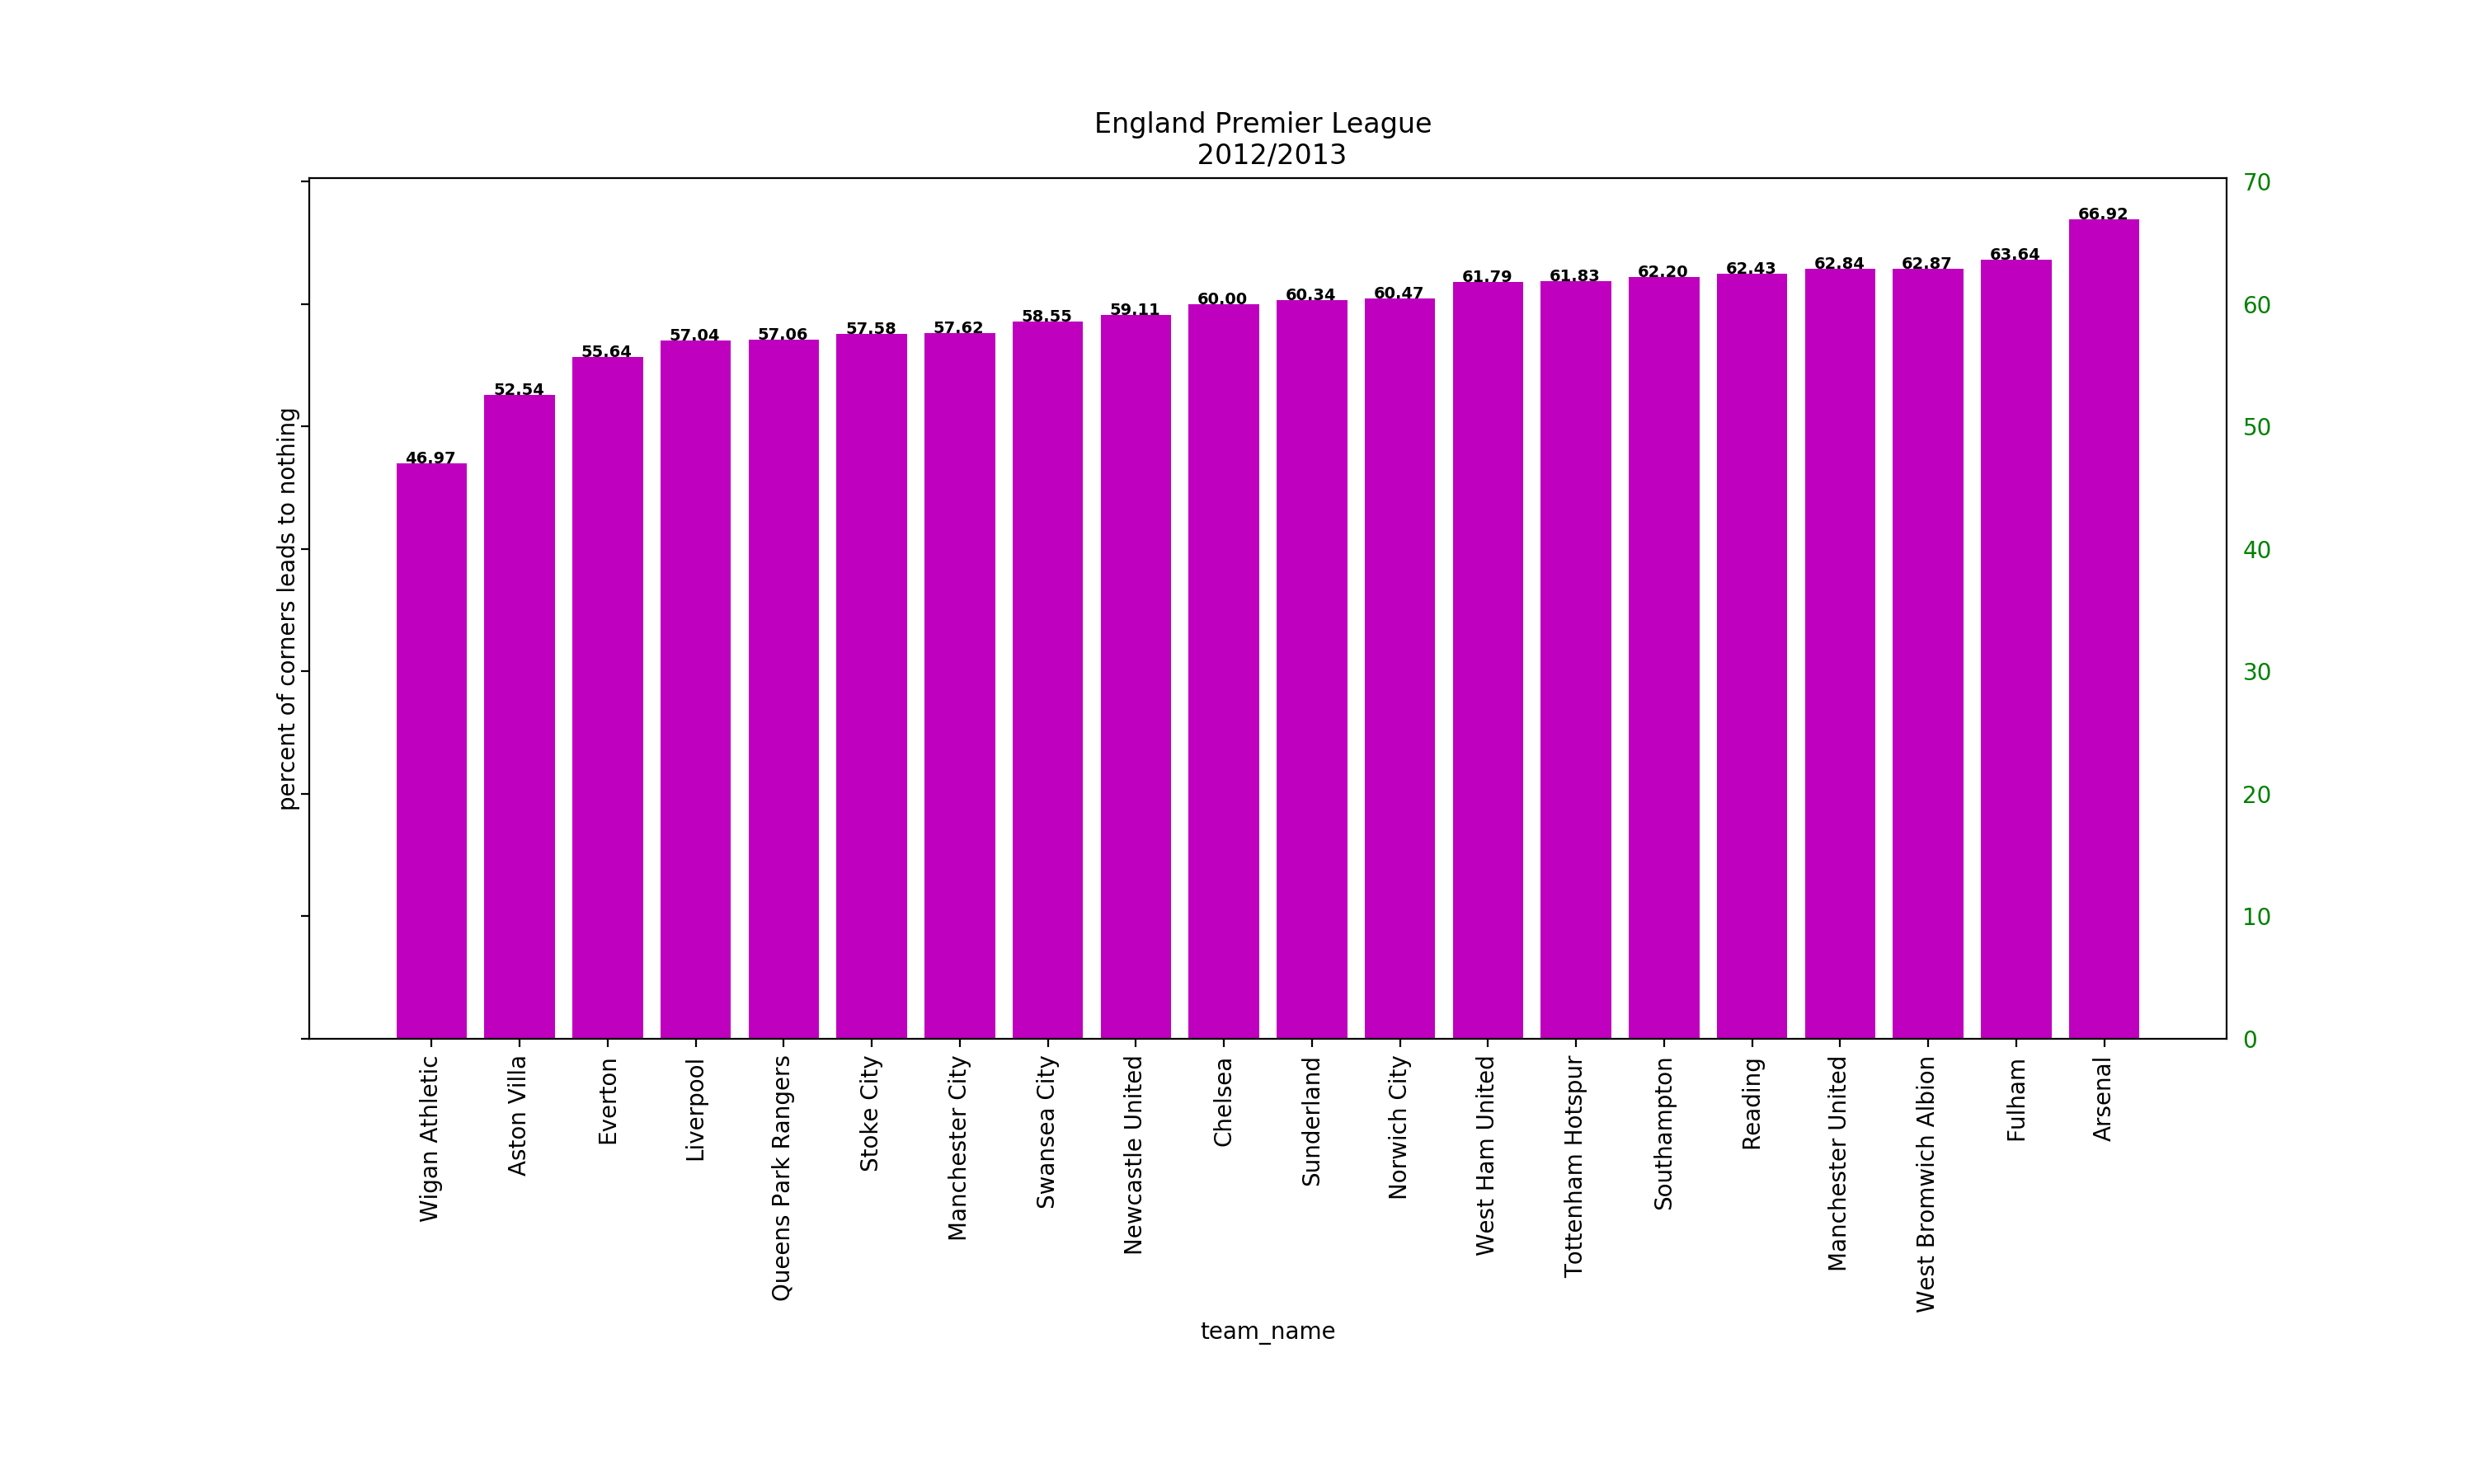 England Premier League
2012/2013
percent of corners leads to nothing
70
60
50
40
30
20
10
0
46.97
52.54
55.64
57.04
57.06
57.58
57.62
58.55
59.11
60.00
60.34
60.47
61.79
61.83
62.20
62.43
62.84
62.87
63.64
66.92
Wigan Athletic
Aston Villa
Everton
Liverpool
Queens Park Rangers
Stoke City
Manchester City
Swansea City
Newcastle United
Chelsea
Sunderland
Norwich City
West Ham United
Tottenham Hotspur
Southampton
Reading
Manchester United
West Bromwich Albion
Fulham
Arsenal
team_name